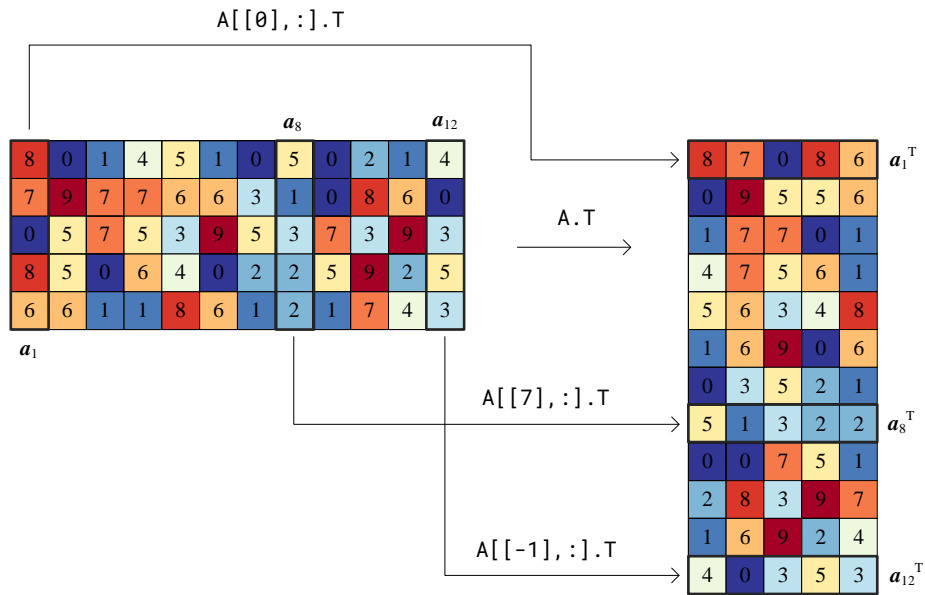 A[[0],:].T
a8 a12
8 0 1 4 5 1 0 5 0 2 1 4
7 9 7 7 6 6 3 1 0 8 6 0
0 5 7 5 3 9 5 3 7 3 9 3
8 5 0 6 4 0 2 2 5 9 2 5
6 6 1 1 8 6 1 2 1 7 4 3
a1
A.T
A[[7],:].T
A[[-1],:].T
8 7 0 8 6 a1T
0 9 5 5 6
1 7 7 0 1
4 7 5 6 1
5 6 3 4 8
1 6 9 0 6
0 3 5 2 1
5 1 3 2 2 a8T
0 0 7 5 1
2 8 3 9 7
1 6 9 2 4
4 0 3 5 3 a12T